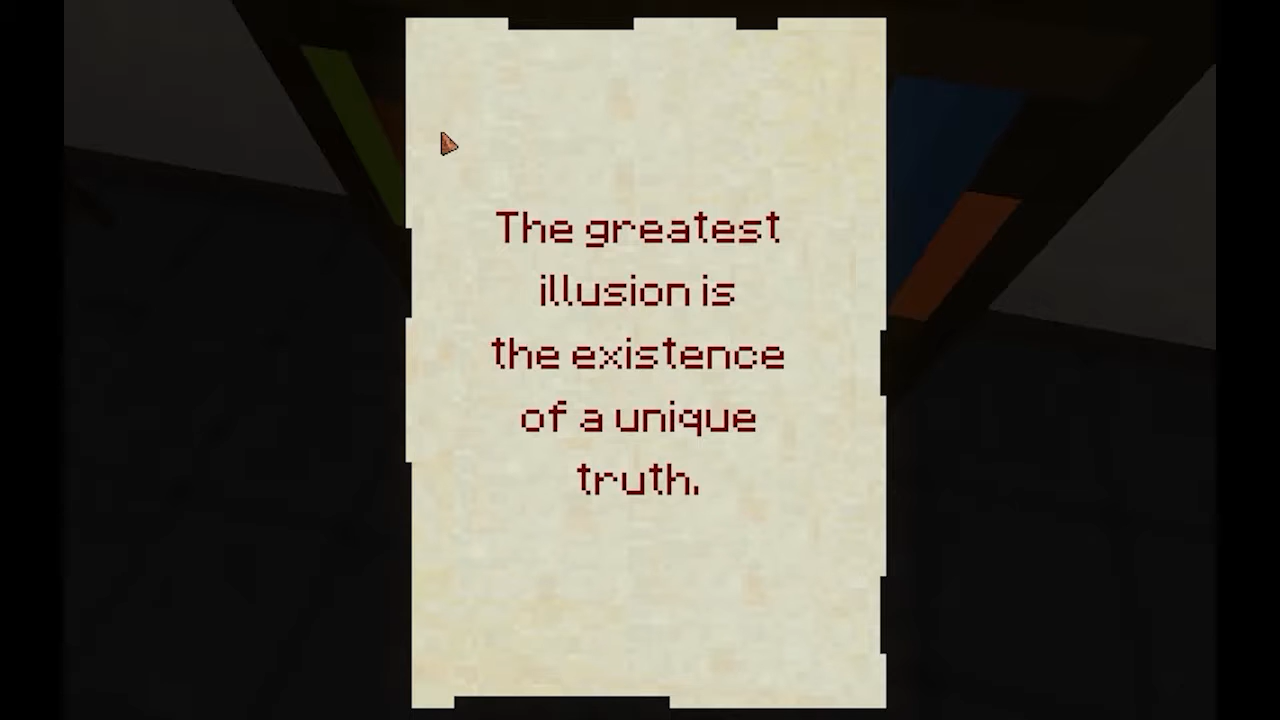 The greatest
illusion is
the existence
of a unique
truth.